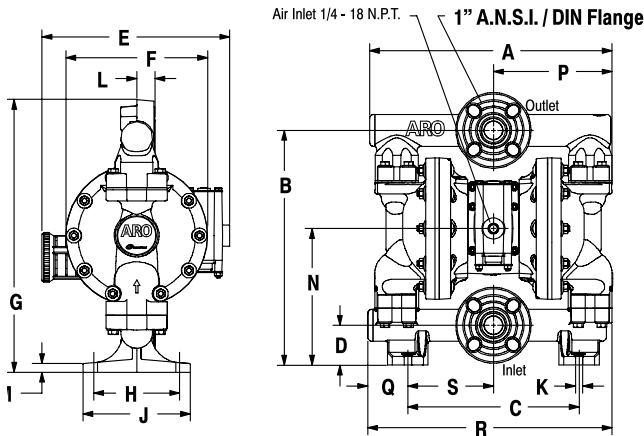 Air Inlet 1/4 - 18 N.P.T.
1” A.N.S.I. / DIN Flange
E
F
L
A
P
Outlet
ARO
B
ARO
G
N
D
I
H
J
Q
S
Inlet
K
C
R